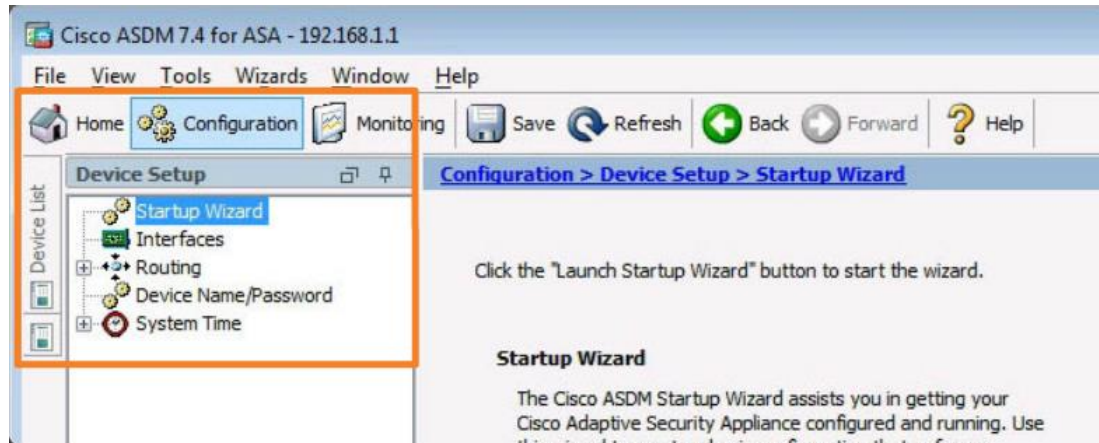 Cisco ASDM 7.4 for ASA - 192.168.1.1
File View Tools Wizards Window Help
Home Configuration Monitoring Save Refresh Back Forward Help
Device List
Device Setup
Configuration > Device Setup > Startup Wizard
Startup Wizard
Interfaces
Routing
Device Name/Password
System Time
Click the "Launch Startup Wizard" button to start the wizard.
Startup Wizard
The Cisco ASDM Startup Wizard assists you in getting your
Cisco Adaptive Security Appliance configured and running. Use